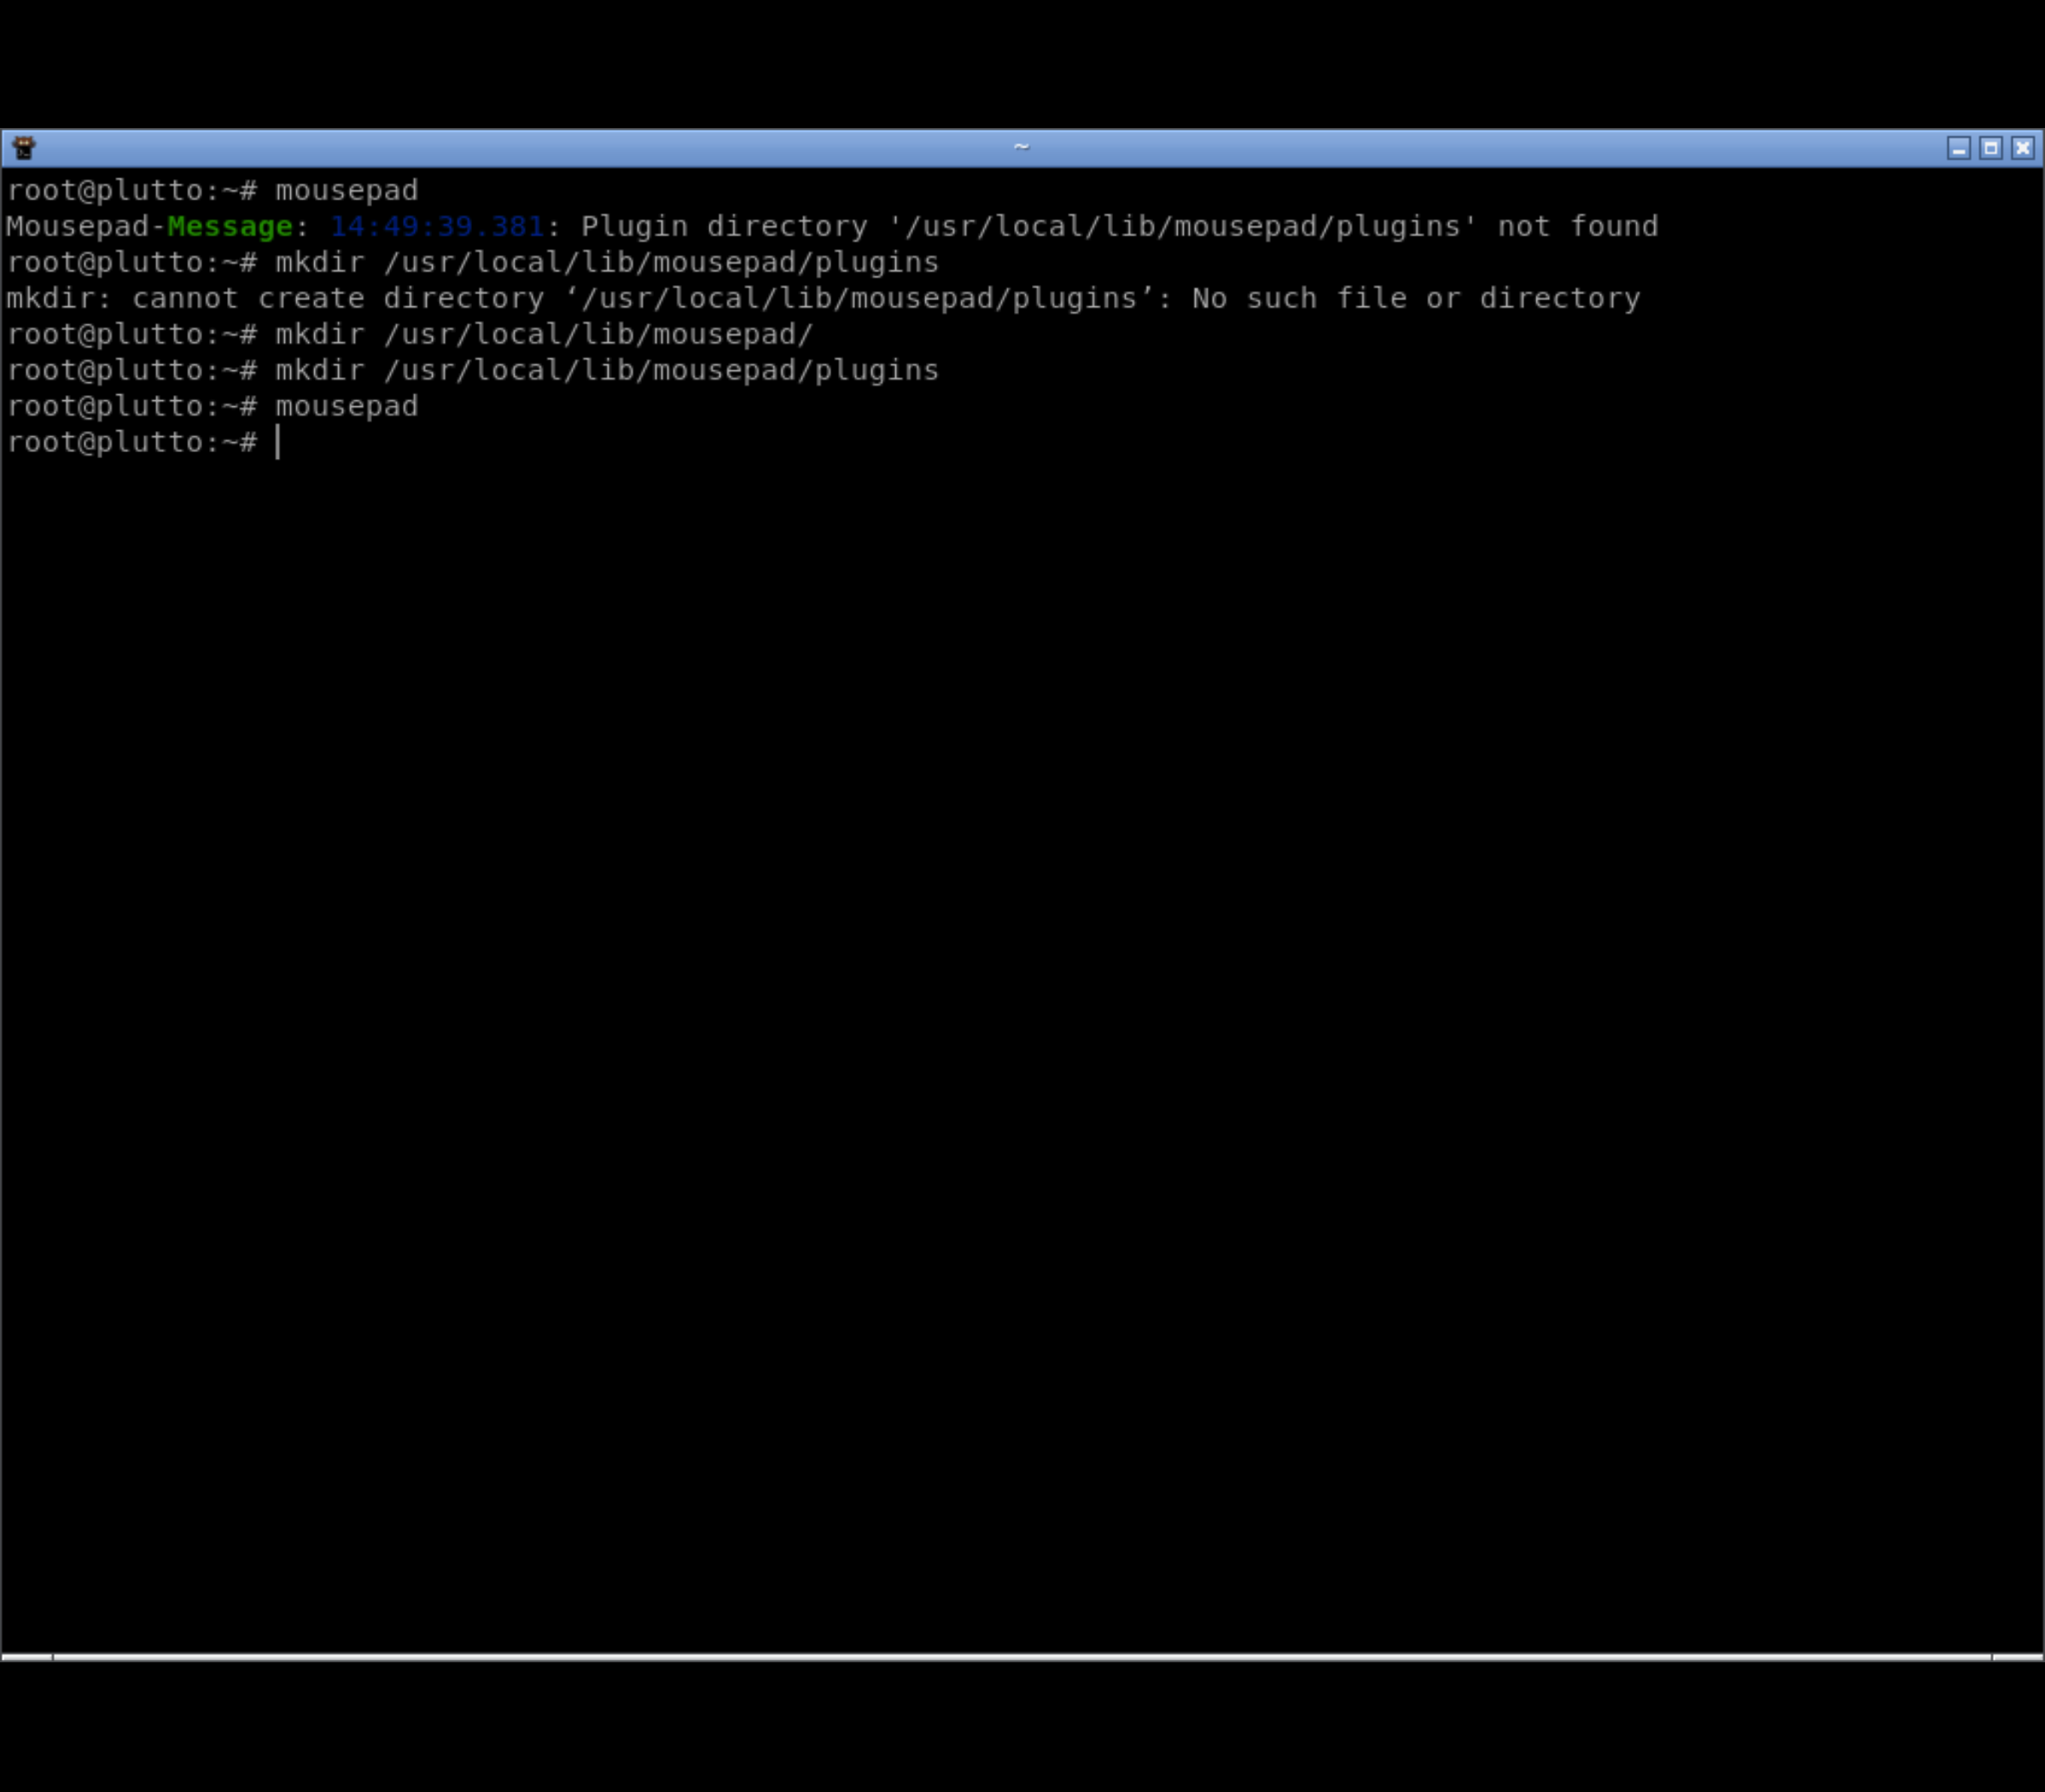 ~
root@plutto:~# mousepad
Mousepad-Message: 14:49:39.381: Plugin directory '/usr/local/lib/mousepad/plugins' not found
root@plutto:~# mkdir /usr/local/lib/mousepad/plugins
mkdir: cannot create directory ‘/usr/local/lib/mousepad/plugins’: No such file or directory
root@plutto:~# mkdir /usr/local/lib/mousepad/
root@plutto:~# mkdir /usr/local/lib/mousepad/plugins
root@plutto:~# mousepad
root@plutto:~#